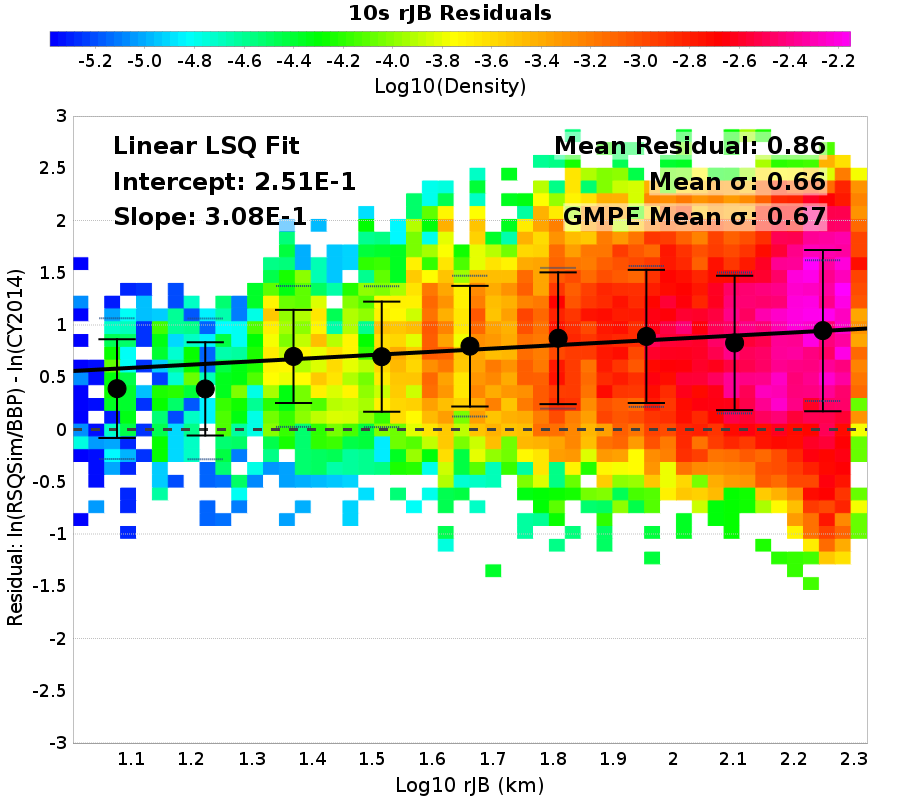 10s rJB Residuals
-5.2 -5.0 -4.8 -4.6 -4.4 -4.2 -4.0 -3.8 -3.6 -3.4 -3.2 -3.0 -2.8 -2.6 -2.4 -2.2
Log10(Density)
Linear LSQ Fit
Intercept: 2.51E-1
Slope: 3.08E-1
Mean Residual: 0.86
Mean σ: 0.66
GMPE Mean σ: 0.67
Residual: ln(RSQSim/BBP) - ln(CY2014)
3
2.5
2
1.5
1
0.5
0
-0.5
-1
-1.5
-2
-2.5
-3
1.1 1.2 1.3 1.4 1.5 1.6 1.7 1.8 1.9 2 2.1 2.2 2.3
Log10 rJB (km)